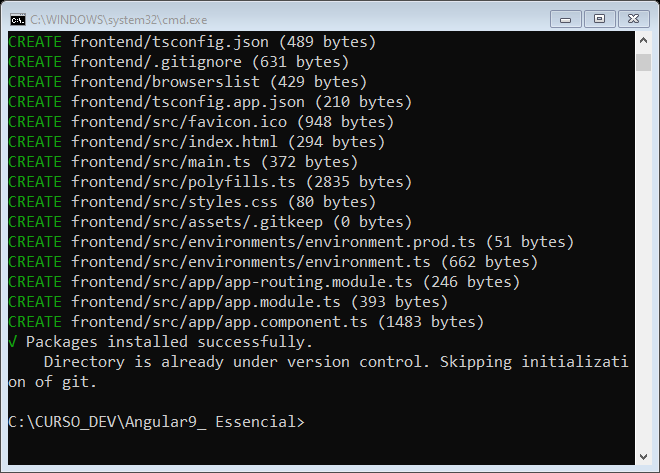 C:\WINDOWS\system32\cmd.exe
CREATE frontend/tsconfig.json (489 bytes)
CREATE frontend/.gitignore (631 bytes)
CREATE frontend/browserslist (429 bytes)
CREATE frontend/tsconfig.app.json (210 bytes)
CREATE frontend/src/favicon.ico (948 bytes)
CREATE frontend/src/index.html (294 bytes)
CREATE frontend/src/main.ts (372 bytes)
CREATE frontend/src/polyfills.ts (2835 bytes)
CREATE frontend/src/styles.css (80 bytes)
CREATE frontend/src/assets/.gitkeep (0 bytes)
CREATE frontend/src/environments/environment.prod.ts (51 bytes)
CREATE frontend/src/environments/environment.ts (662 bytes)
CREATE frontend/src/app/app-routing.module.ts (246 bytes)
CREATE frontend/src/app/app.module.ts (393 bytes)
CREATE frontend/src/app/app.component.ts (1483 bytes)
√ Packages installed successfully.
    Directory is already under version control. Skipping initializati
on of git.
C:\CURSO_DEV\Angular9_ Essencial>